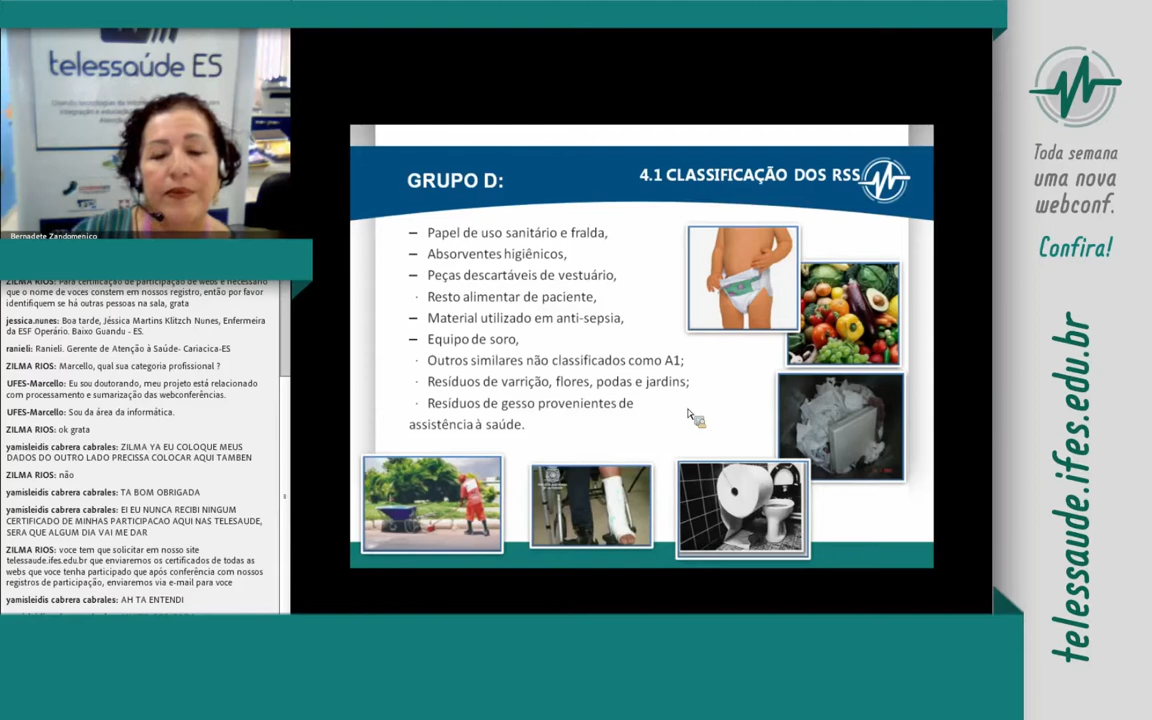 telessaúde ES
Bernadete Zandomenico
ZILMA RIOS: Para certificação de participação de webs é necessario
que o nome de voces constem em nossos registro, então por favor
identifiquem se há outras pessoas na sala, grata
jessica.nunes: Boa tarde, Jéssica Martins Klitzch Nunes, Enfermeira
da ESF Operário. Baixo Guandu - ES.
ranieli: Ranieli. Gerente de Atenção à Saúde- Cariacica-ES
ZILMA RIOS: Marcello, qual sua categoria profissional ?
UFES-Marcello: Eu sou doutorando, meu projeto está relacionado
com processamento e sumarização das webconferências.
UFES-Marcello: Sou da área da informática.
ZILMA RIOS: ok grata
yamisleidis cabrera cabrales: ZILMA YA EU COLOQUE MEUS
DADOS DO OUTRO LADO PRECISSA COLOCAR AQUI TAMBEN
ZILMA RIOS: não
yamisleidis cabrera cabrales: TA BOM OBRIGADA
yamisleidis cabrera cabrales: EI EU NUNCA RECIBI NINGUM
CERTIFICADO DE MINHAS PARTICIPACAO AQUI NAS TELESAUDE,
SERA QUE ALGUM DIA VAI ME DAR
ZILMA RIOS: voce tem que solicitar em nosso site
telessaude.ifes.edu.br que enviaremos os certificados de todas as
webs que voce tenha participado que após conferência com nossos
registros de participação, enviaremos via e-mail para voce
yamisleidis cabrera cabrales: AH TA ENTENDI
GRUPO D:
4.1 CLASSIFICAÇÃO DOS RSS
– Papel de uso sanitário e fralda,
– Absorventes higiênicos,
– Peças descartáveis de vestuário,
· Resto alimentar de paciente,
– Material utilizado em anti-sepsia,
– Equipo de soro,
· Outros similares não classificados como A1;
· Resíduos de varrição, flores, podas e jardins;
· Resíduos de gesso provenientes de
assistência à saúde.
Toda semana
uma nova
webconf.
Confira!
telessaude.ifes.edu.br